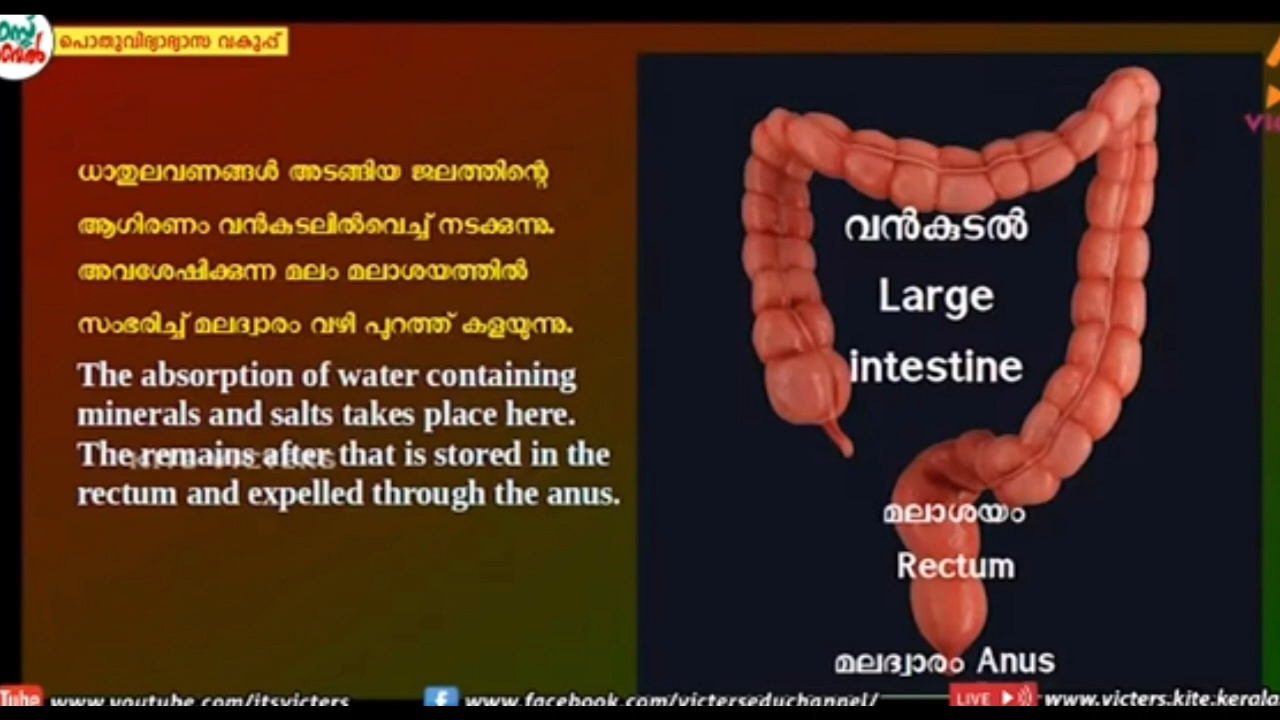 പൊതുവിദ്യാഭ്യാസ വകുപ്പ്
ധാതുലവണങ്ങൾ അടങ്ങിയ ജലത്തിന്റെ
ആഗിരണം വൻകുടലിൽവെച്ച് നടക്കുന്നു.
അവശേഷിക്കുന്ന മലം മലാശയത്തിൽ
സംഭരിച്ച് മലദ്വാരം വഴി പുറത്ത് കളയുന്നു.
The absorption of water containing
minerals and salts takes place here.
The remains after that is stored in the
rectum and expelled through the anus.
വൻകുടൽ
Large
intestine
മലാശയം
Rectum
മലദ്വാരം Anus
Tube www.youtube.com/itsvicters
f www.facebook.com/victerseduchannel/
LIVE www.victers.kite.kerala